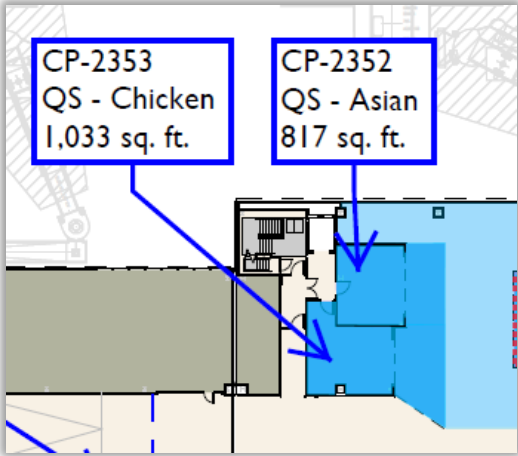 CP-2353
QS - Chicken
1,033 sq. ft.
CP-2352
QS - Asian
817 sq. ft.